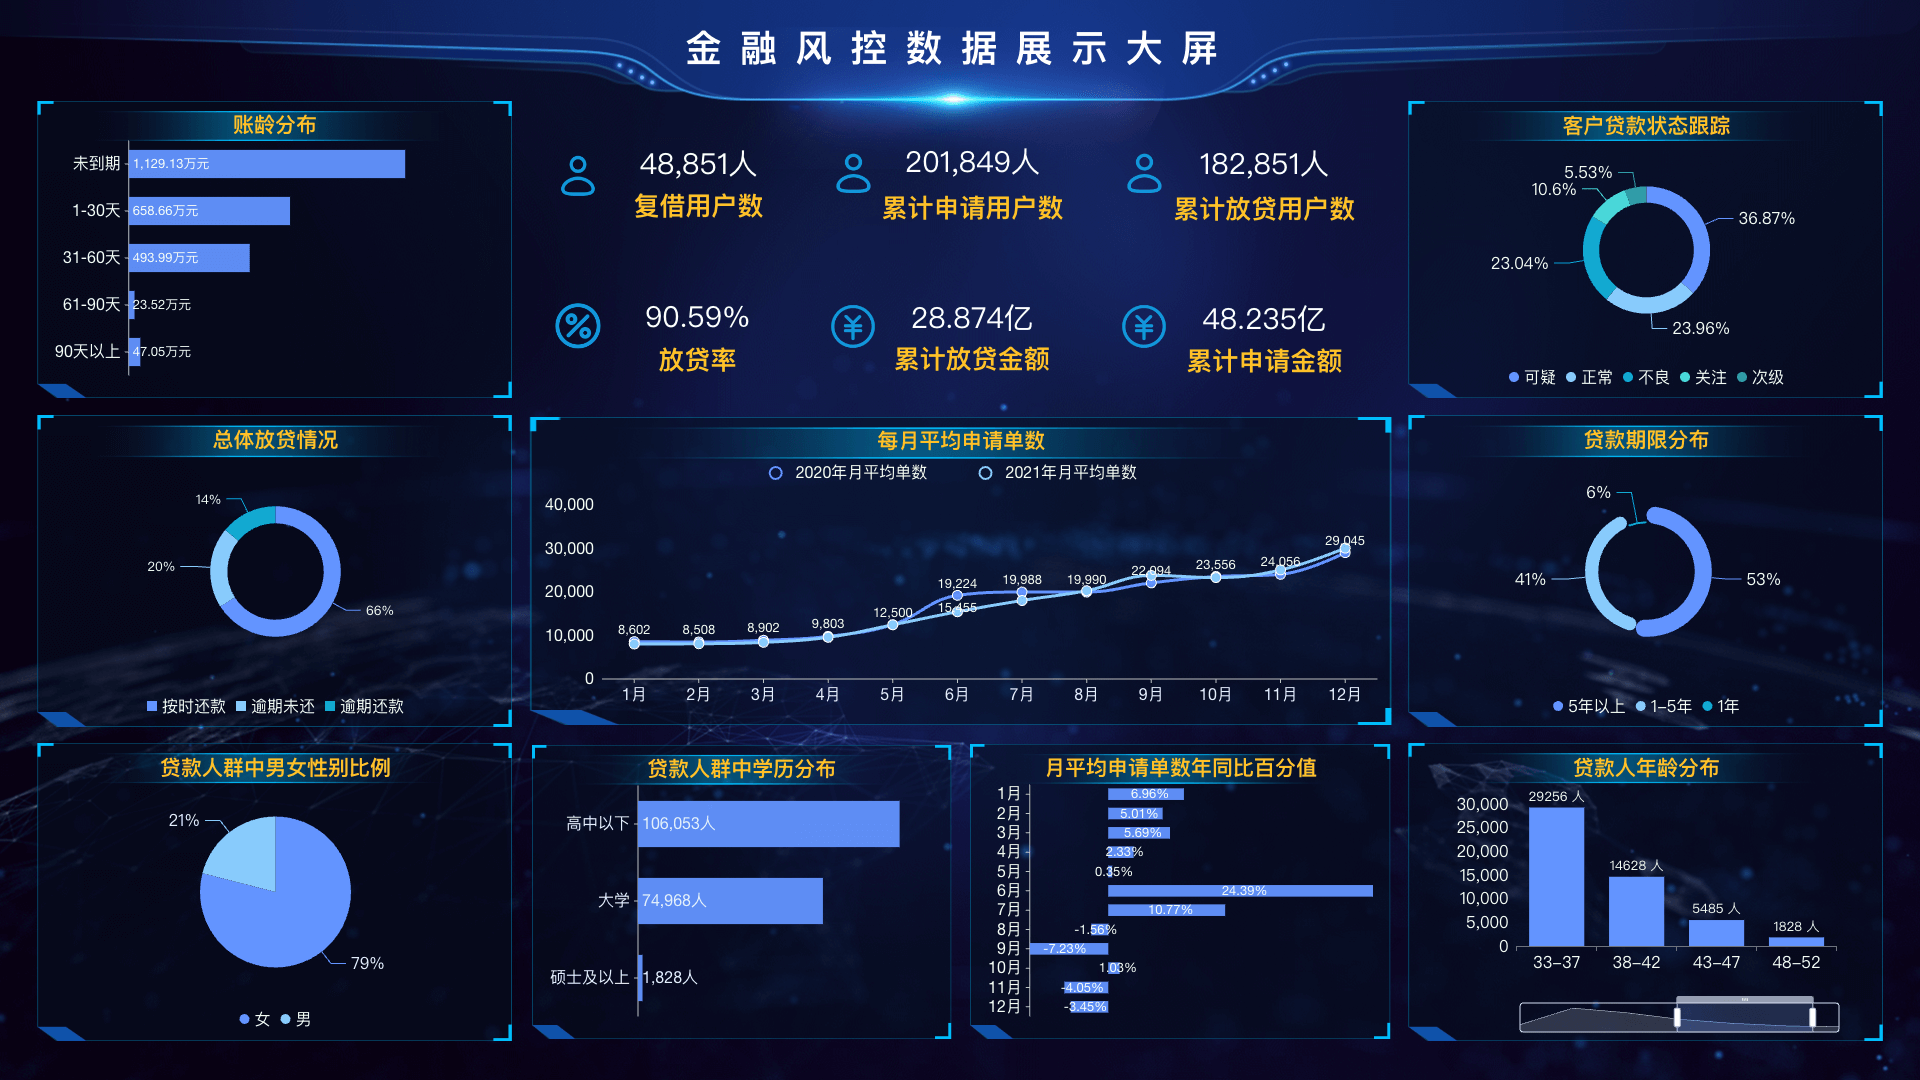 金融风控数据展示大屏
账龄分布
未到期
1,129.13万元
1-30天
658.66万元
31-60天
493.99万元
61-90天
23.52万元
90天以上
47.05万元
48,851人
复借用户数
201,849人
累计申请用户数
182,851人
累计放贷用户数
90.59%
放贷率
28.874亿
累计放贷金额
48.235亿
累计申请金额
客户贷款状态跟踪
5.53%
10.6%
36.87%
23.04%
23.96%
可疑 正常 不良 关注 次级
总体放贷情况
14%
20%
66%
按时还款 逾期未还 逾期还款
每月平均申请单数
2020年月平均单数 2021年月平均单数
40,000
30,000
20,000
10,000
0
8,602 8,508 8,902 9,803 12,500 19,224 15,455 19,988 19,990 22,094 23,556 24,056 29,045
1月 2月 3月 4月 5月 6月 7月 8月 9月 10月 11月 12月
贷款期限分布
6%
41%
53%
5年以上 1–5年 1年
贷款人群中男女性别比例
21%
79%
女 男
贷款人群中学历分布
高中以下 106,053人
大学 74,968人
硕士及以上 1,828人
月平均申请单数年同比百分值
1月 6.96%
2月 5.01%
3月 5.69%
4月 2.33%
5月 0.35%
6月 24.39%
7月 10.77%
8月 -1.56%
9月 -7.23%
10月 1.03%
11月 -4.05%
12月 -3.45%
贷款人年龄分布
30,000
25,000
20,000
15,000
10,000
5,000
0
29256 人
14628 人
5485 人
1828 人
33–37 38–42 43–47 48–52